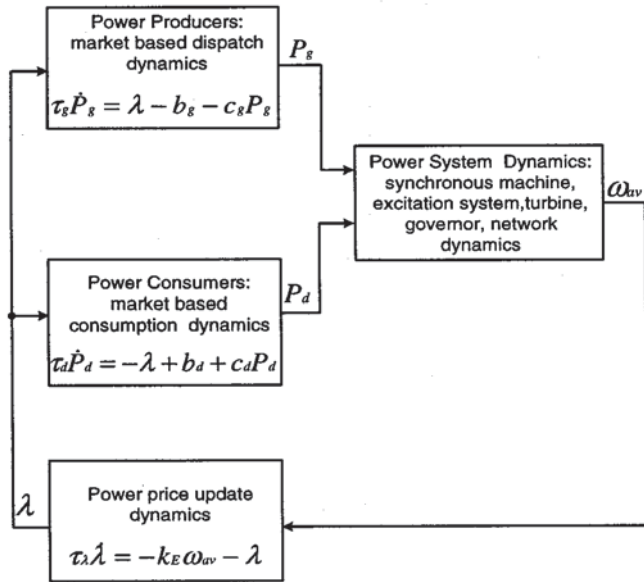 Power Producers:
market based dispatch
dynamics
τ_g Ṗ_g = λ − b_g − c_g P_g
P_g
Power System Dynamics:
synchronous machine,
excitation system,turbine,
governor, network
dynamics
ω_av
Power Consumers:
market based
consumption dynamics
τ_d Ṗ_d = −λ + b_d + c_d P_d
P_d
λ
Power price update
dynamics
τ_λ λ̇ = −k_E ω_av − λ